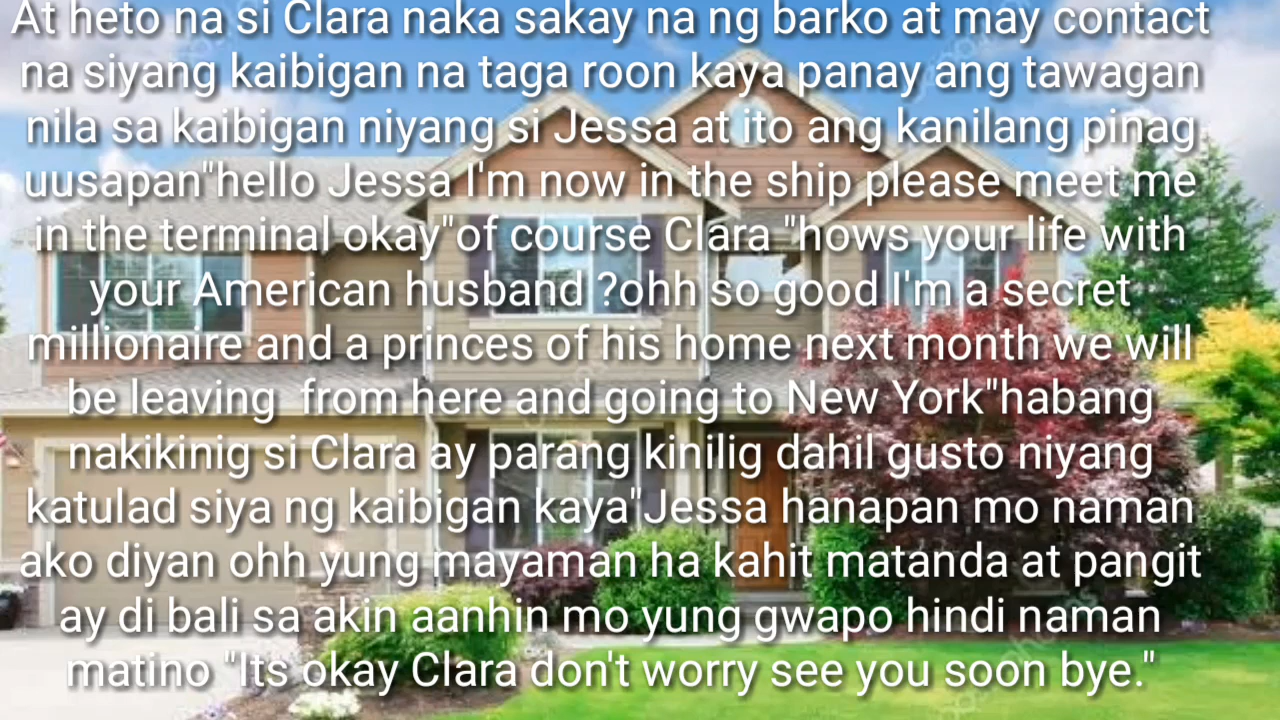 At heto na si Clara naka sakay na ng barko at may contact
na siyang kaibigan na taga roon kaya panay ang tawagan
nila sa kaibigan niyang si Jessa at ito ang kanilang pinag
uusapan"hello Jessa I'm now in the ship please meet me
in the terminal okay"of course Clara "hows your life with
your American husband ?ohh so good I'm a secret
millionaire and a princes of his home next month we will
be leaving  from here and going to New York"habang
nakikinig si Clara ay parang kinilig dahil gusto niyang
katulad siya ng kaibigan kaya"Jessa hanapan mo naman
ako diyan ohh yung mayaman ha kahit matanda at pangit
ay di bali sa akin aanhin mo yung gwapo hindi naman
matino "Its okay Clara don't worry see you soon bye."